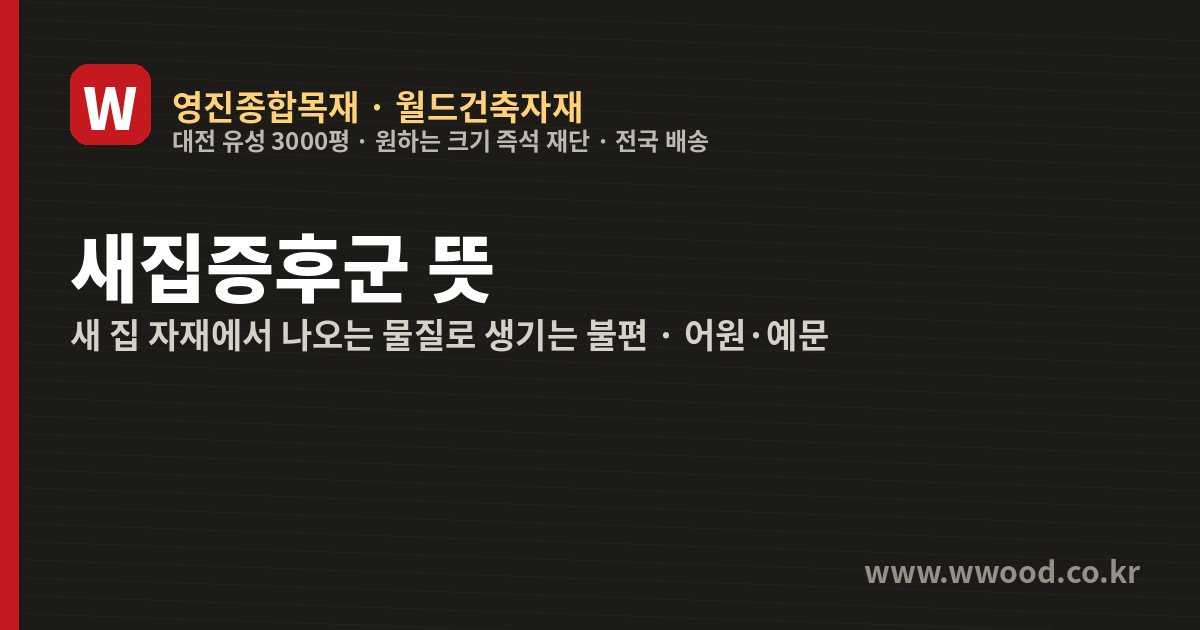 W
영진종합목재 · 월드건축자재
대전 유성 3000평 · 원하는 크기 즉석 재단 · 전국 배송
새집증후군 뜻
새 집 자재에서 나오는 물질로 생기는 불편 · 어원·예문
www.wwood.co.kr